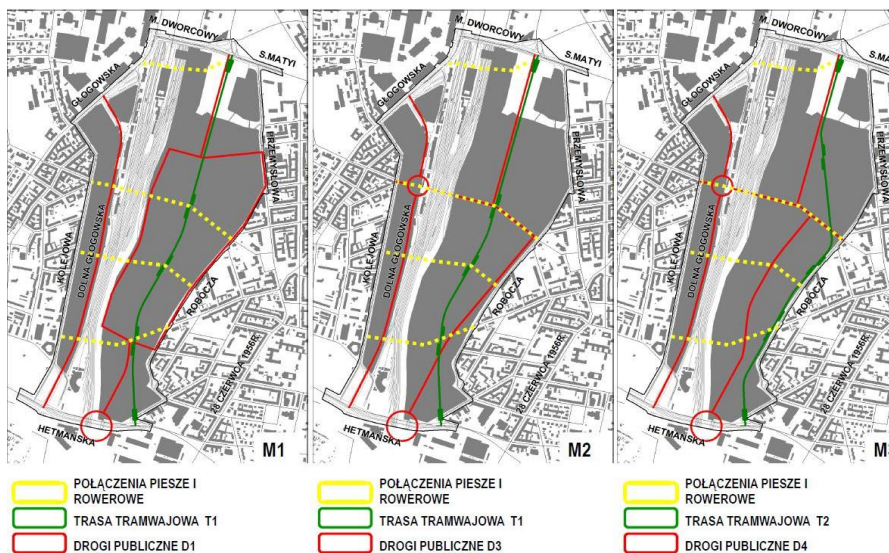 M. DWORCOWY
S.MATYI
GŁOGOWSKA
PRZEMYSŁOWA
KOLEJOWA
DOLNA GŁOGOWSKA
ROBOCZA
28 CZERWCA 1956R
HETMAŃSKA
M1
POŁĄCZENIA PIESZE I
ROWEROWE
TRASA TRAMWAJOWA T1
DROGI PUBLICZNE D1
M. DWORCOWY
S.MATYI
GŁOGOWSKA
PRZEMYSŁOWA
KOLEJOWA
DOLNA GŁOGOWSKA
ROBOCZA
28 CZERWCA 1956R
HETMAŃSKA
M2
POŁĄCZENIA PIESZE I
ROWEROWE
TRASA TRAMWAJOWA T1
DROGI PUBLICZNE D3
M. DWORCOWY
S.MATYI
GŁOGOWSKA
PRZEMYSŁOWA
KOLEJOWA
DOLNA GŁOGOWSKA
ROBOCZA
28 CZERWCA 1956R
HETMAŃSKA
POŁĄCZENIA PIESZE I
ROWEROWE
TRASA TRAMWAJOWA T2
DROGI PUBLICZNE D4